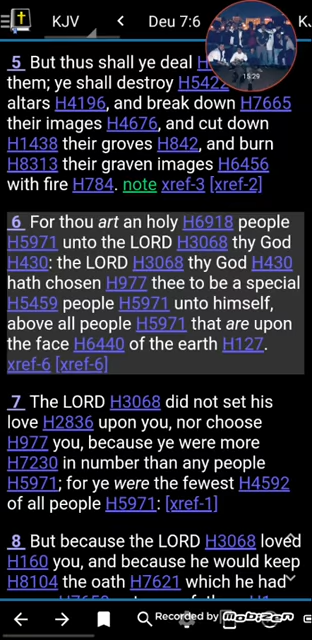 KJV
Deu 7:6
KJ
15:29
5 But thus shall ye deal
them; ye shall destroy H5422
altars H4196, and break down H7665
their images H4676, and cut down
H1438 their groves H842, and burn
H8313 their graven images H6456
with fire H784. note xref-3 [xref-2]
6 For thou art an holy H6918 people
H5971 unto the LORD H3068 thy God
H430: the LORD H3068 thy God H430
hath chosen H977 thee to be a special
H5459 people H5971 unto himself,
above all people H5971 that are upon
the face H6440 of the earth H127.
xref-6 [xref-6]
7 The LORD H3068 did not set his
love H2836 upon you, nor choose
H977 you, because ye were more
H7230 in number than any people
H5971; for ye were the fewest H4592
of all people H5971: [xref-1]
8 But because the LORD H3068 loved
H160 you, and because he would keep
H8104 the oath H7621 which he had
Recorded by Mobizen